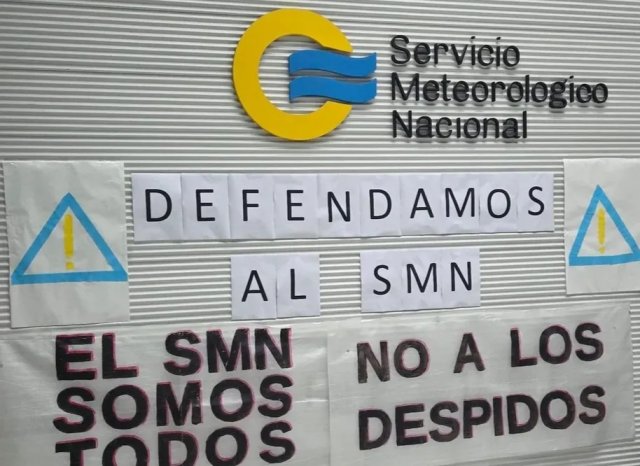 Servicio
Meteorologico
Nacional
DEFENDAMOS
AL SMN
EL SMN
SOMOS
TODOS
NO A LOS
DESPIDOS